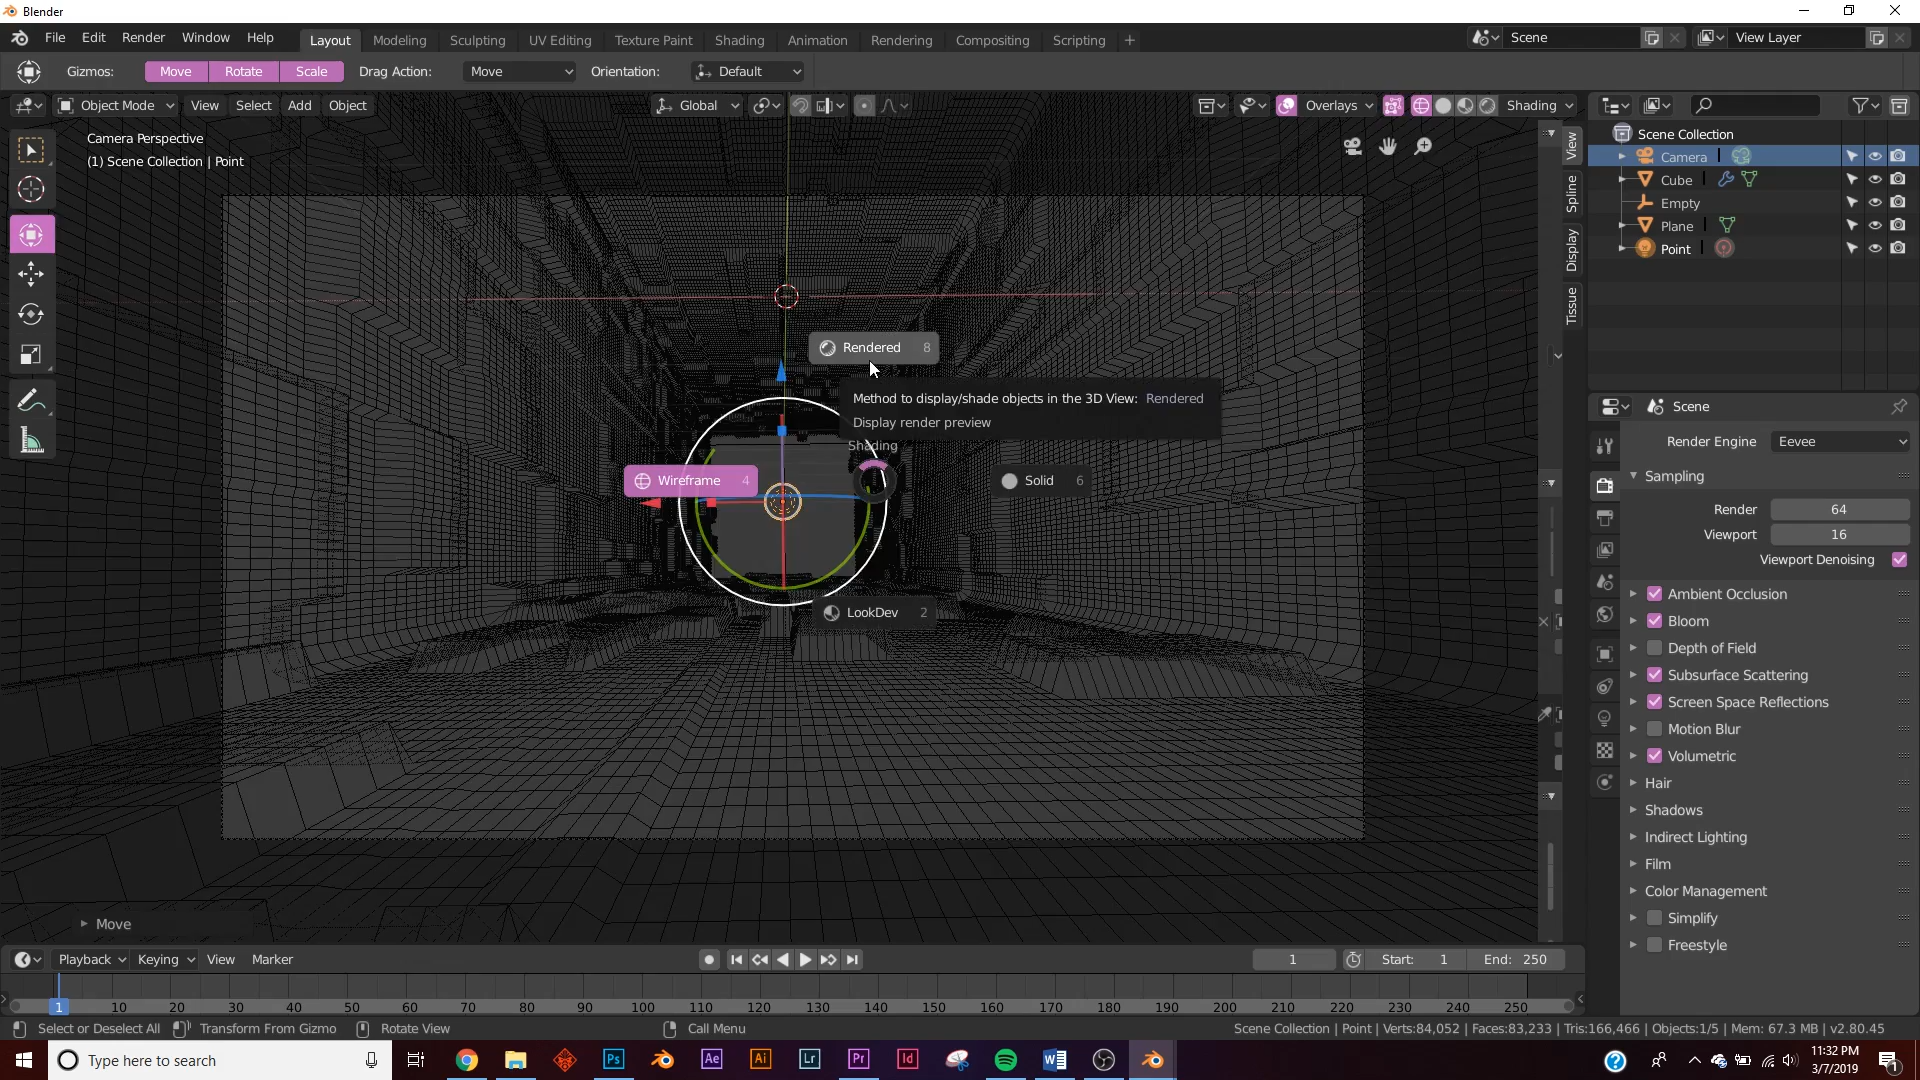 Blender
File Edit Render Window Help
Layout Modeling Sculpting UV Editing Texture Paint Shading Animation Rendering Compositing Scripting +
Scene
View Layer
Gizmos: Move Rotate Scale Drag Action: Move Orientation: Default
Object Mode View Select Add Object
Global
Overlays
Shading
Camera Perspective
(1) Scene Collection | Point
View
Spline
Display
Tissue
Rendered 8
Method to display/shade objects in the 3D View: Rendered
Display render preview
Shading
Wireframe 4
Solid 6
LookDev 2
Move
Scene Collection
Camera
Cube
Empty
Plane
Point
Scene
Render Engine Eevee
Sampling
Render 64
Viewport 16
Viewport Denoising
Ambient Occlusion
Bloom
Depth of Field
Subsurface Scattering
Screen Space Reflections
Motion Blur
Volumetric
Hair
Shadows
Indirect Lighting
Film
Color Management
Simplify
Freestyle
Playback Keying View Marker
1 Start: 1 End: 250
1 10 20 30 40 50 60 70 80 90 100 110 120 130 140 150 160 170 180 190 200 210 220 230 240 250
Select or Deselect All Transform From Gizmo Rotate View Call Menu
Scene Collection | Point | Verts:84,052 | Faces:83,233 | Tris:166,466 | Objects:1/5 | Mem: 67.3 MB | v2.80.45
Type here to search
Ps Ae Ai Lr Pr Id W
11:32 PM
3/7/2019
1